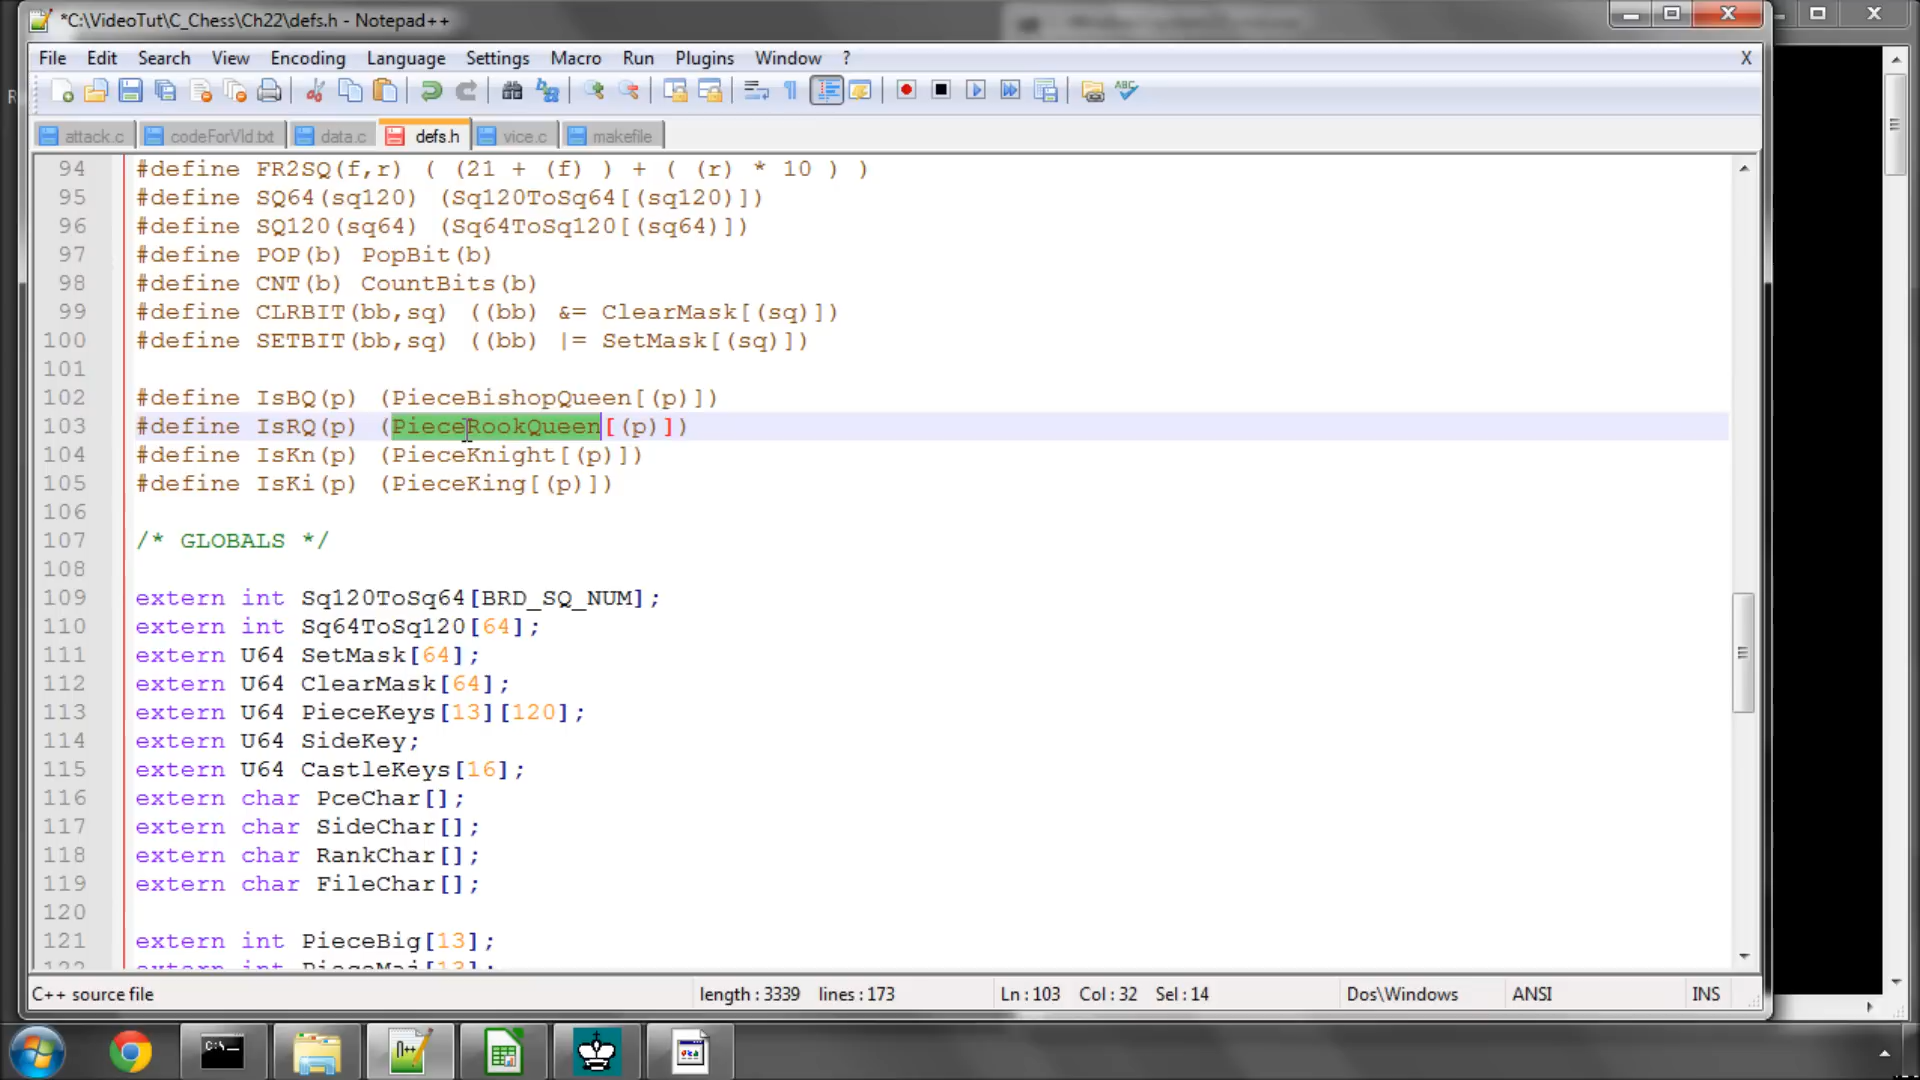 *C:\VideoTut\C_Chess\Ch22\defs.h - Notepad++
File Edit Search View Encoding Language Settings Macro Run Plugins Window ? X
attack.c codeForVid.txt data.c defs.h vice.c makefile
94 #define FR2SQ(f,r) ( (21 + (f) ) + ( (r) * 10 ) )
95 #define SQ64(sq120) (Sq120ToSq64[(sq120)])
96 #define SQ120(sq64) (Sq64ToSq120[(sq64)])
97 #define POP(b) PopBit(b)
98 #define CNT(b) CountBits(b)
99 #define CLRBIT(bb,sq) ((bb) &= ClearMask[(sq)])
100 #define SETBIT(bb,sq) ((bb) |= SetMask[(sq)])
101
102 #define IsBQ(p) (PieceBishopQueen[(p)])
103 #define IsRQ(p) (PieceRookQueen[(p)])
104 #define IsKn(p) (PieceKnight[(p)])
105 #define IsKi(p) (PieceKing[(p)])
106
107 /* GLOBALS */
108
109 extern int Sq120ToSq64[BRD_SQ_NUM];
110 extern int Sq64ToSq120[64];
111 extern U64 SetMask[64];
112 extern U64 ClearMask[64];
113 extern U64 PieceKeys[13][120];
114 extern U64 SideKey;
115 extern U64 CastleKeys[16];
116 extern char PceChar[];
117 extern char SideChar[];
118 extern char RankChar[];
119 extern char FileChar[];
120
121 extern int PieceBig[13];
122 extern int PieceMaj[13];
C++ source file length : 3339 lines : 173 Ln : 103 Col : 32 Sel : 14 Dos\Windows ANSI INS